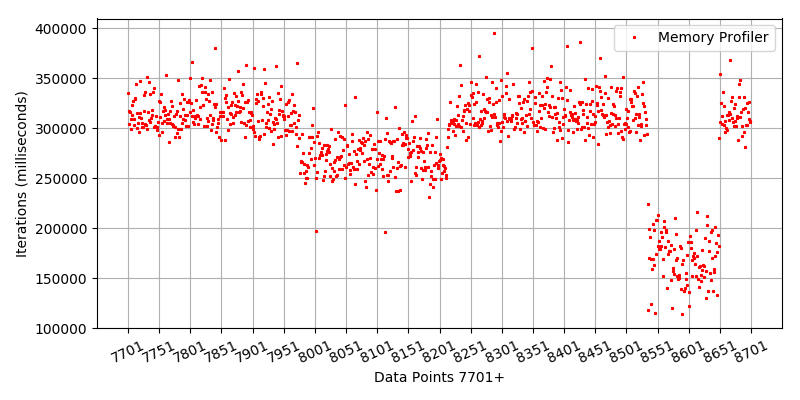 400000
350000
300000
250000
200000
150000
100000
Iterations (milliseconds)
Memory Profiler
7701 7751 7801 7851 7901 7951 8001 8051 8101 8151 8201 8251 8301 8351 8401 8451 8501 8551 8601 8651 8701
Data Points 7701+